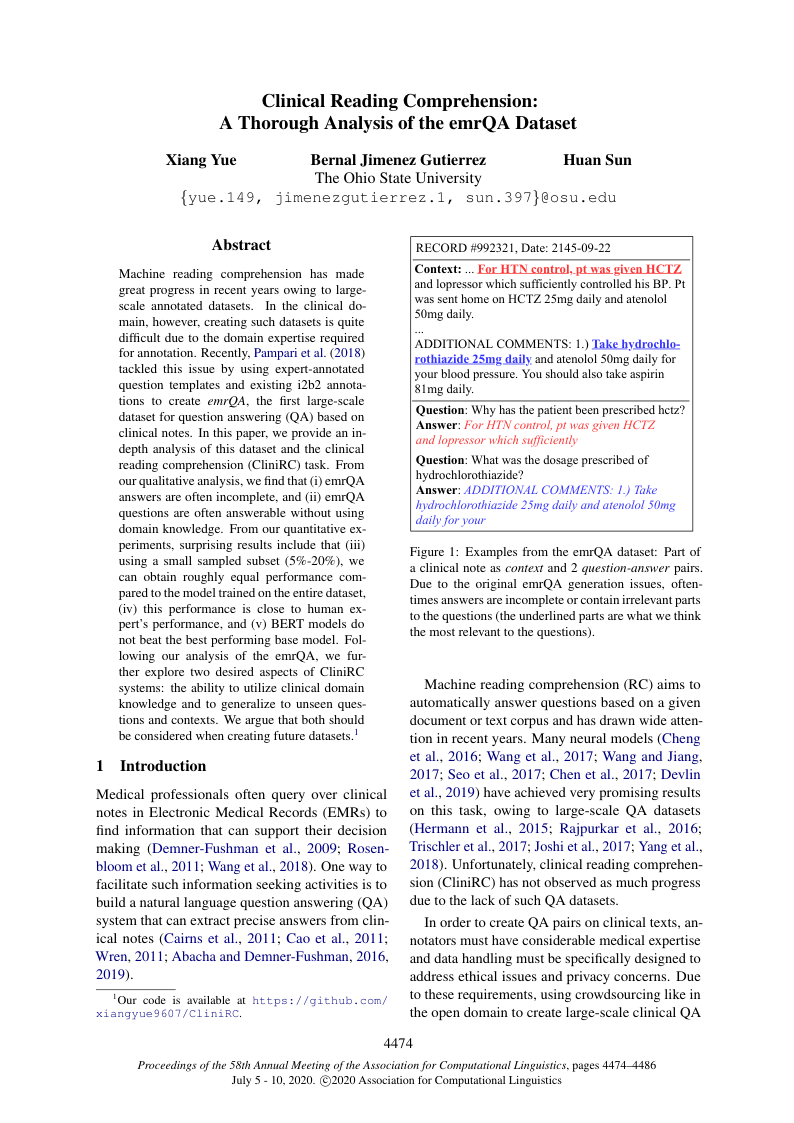 Clinical Reading Comprehension:
A Thorough Analysis of the emrQA Dataset
Xiang Yue Bernal Jimenez Gutierrez Huan Sun
The Ohio State University
{yue.149, jimenezgutierrez.1, sun.397}@osu.edu
Abstract
Machine reading comprehension has made
great progress in recent years owing to large-
scale annotated datasets. In the clinical do-
main, however, creating such datasets is quite
difficult due to the domain expertise required
for annotation. Recently, Pampari et al. (2018)
tackled this issue by using expert-annotated
question templates and existing i2b2 annota-
tions to create emrQA, the first large-scale
dataset for question answering (QA) based on
clinical notes. In this paper, we provide an in-
depth analysis of this dataset and the clinical
reading comprehension (CliniRC) task. From
our qualitative analysis, we find that (i) emrQA
answers are often incomplete, and (ii) emrQA
questions are often answerable without using
domain knowledge. From our quantitative ex-
periments, surprising results include that (iii)
using a small sampled subset (5%-20%), we
can obtain roughly equal performance com-
pared to the model trained on the entire dataset,
(iv) this performance is close to human ex-
pert's performance, and (v) BERT models do
not beat the best performing base model. Fol-
lowing our analysis of the emrQA, we fur-
ther explore two desired aspects of CliniRC
systems: the ability to utilize clinical domain
knowledge and to generalize to unseen ques-
tions and contexts. We argue that both should
be considered when creating future datasets.1
1 Introduction
Medical professionals often query over clinical
notes in Electronic Medical Records (EMRs) to
find information that can support their decision
making (Demner-Fushman et al., 2009; Rosen-
bloom et al., 2011; Wang et al., 2018). One way to
facilitate such information seeking activities is to
build a natural language question answering (QA)
system that can extract precise answers from clin-
ical notes (Cairns et al., 2011; Cao et al., 2011;
Wren, 2011; Abacha and Demner-Fushman, 2016,
2019).
1Our code is available at https://github.com/
xiangyue9607/CliniRC.
RECORD #992321, Date: 2145-09-22
Context: ... For HTN control, pt was given HCTZ
and lopressor which sufficiently controlled his BP. Pt
was sent home on HCTZ 25mg daily and atenolol
50mg daily.
...
ADDITIONAL COMMENTS: 1.) Take hydrochlo-
rothiazide 25mg daily and atenolol 50mg daily for
your blood pressure. You should also take aspirin
81mg daily.
Question: Why has the patient been prescribed hctz?
Answer: For HTN control, pt was given HCTZ
and lopressor which sufficiently
Question: What was the dosage prescribed of
hydrochlorothiazide?
Answer: ADDITIONAL COMMENTS: 1.) Take
hydrochlorothiazide 25mg daily and atenolol 50mg
daily for your
Figure 1: Examples from the emrQA dataset: Part of
a clinical note as context and 2 question-answer pairs.
Due to the original emrQA generation issues, often-
times answers are incomplete or contain irrelevant parts
to the questions (the underlined parts are what we think
the most relevant to the questions).
Machine reading comprehension (RC) aims to
automatically answer questions based on a given
document or text corpus and has drawn wide atten-
tion in recent years. Many neural models (Cheng
et al., 2016; Wang et al., 2017; Wang and Jiang,
2017; Seo et al., 2017; Chen et al., 2017; Devlin
et al., 2019) have achieved very promising results
on this task, owing to large-scale QA datasets
(Hermann et al., 2015; Rajpurkar et al., 2016;
Trischler et al., 2017; Joshi et al., 2017; Yang et al.,
2018). Unfortunately, clinical reading comprehen-
sion (CliniRC) has not observed as much progress
due to the lack of such QA datasets.
In order to create QA pairs on clinical texts, an-
notators must have considerable medical expertise
and data handling must be specifically designed to
address ethical issues and privacy concerns. Due
to these requirements, using crowdsourcing like in
the open domain to create large-scale clinical QA
4474
Proceedings of the 58th Annual Meeting of the Association for Computational Linguistics, pages 4474–4486
July 5 - 10, 2020. ©2020 Association for Computational Linguistics